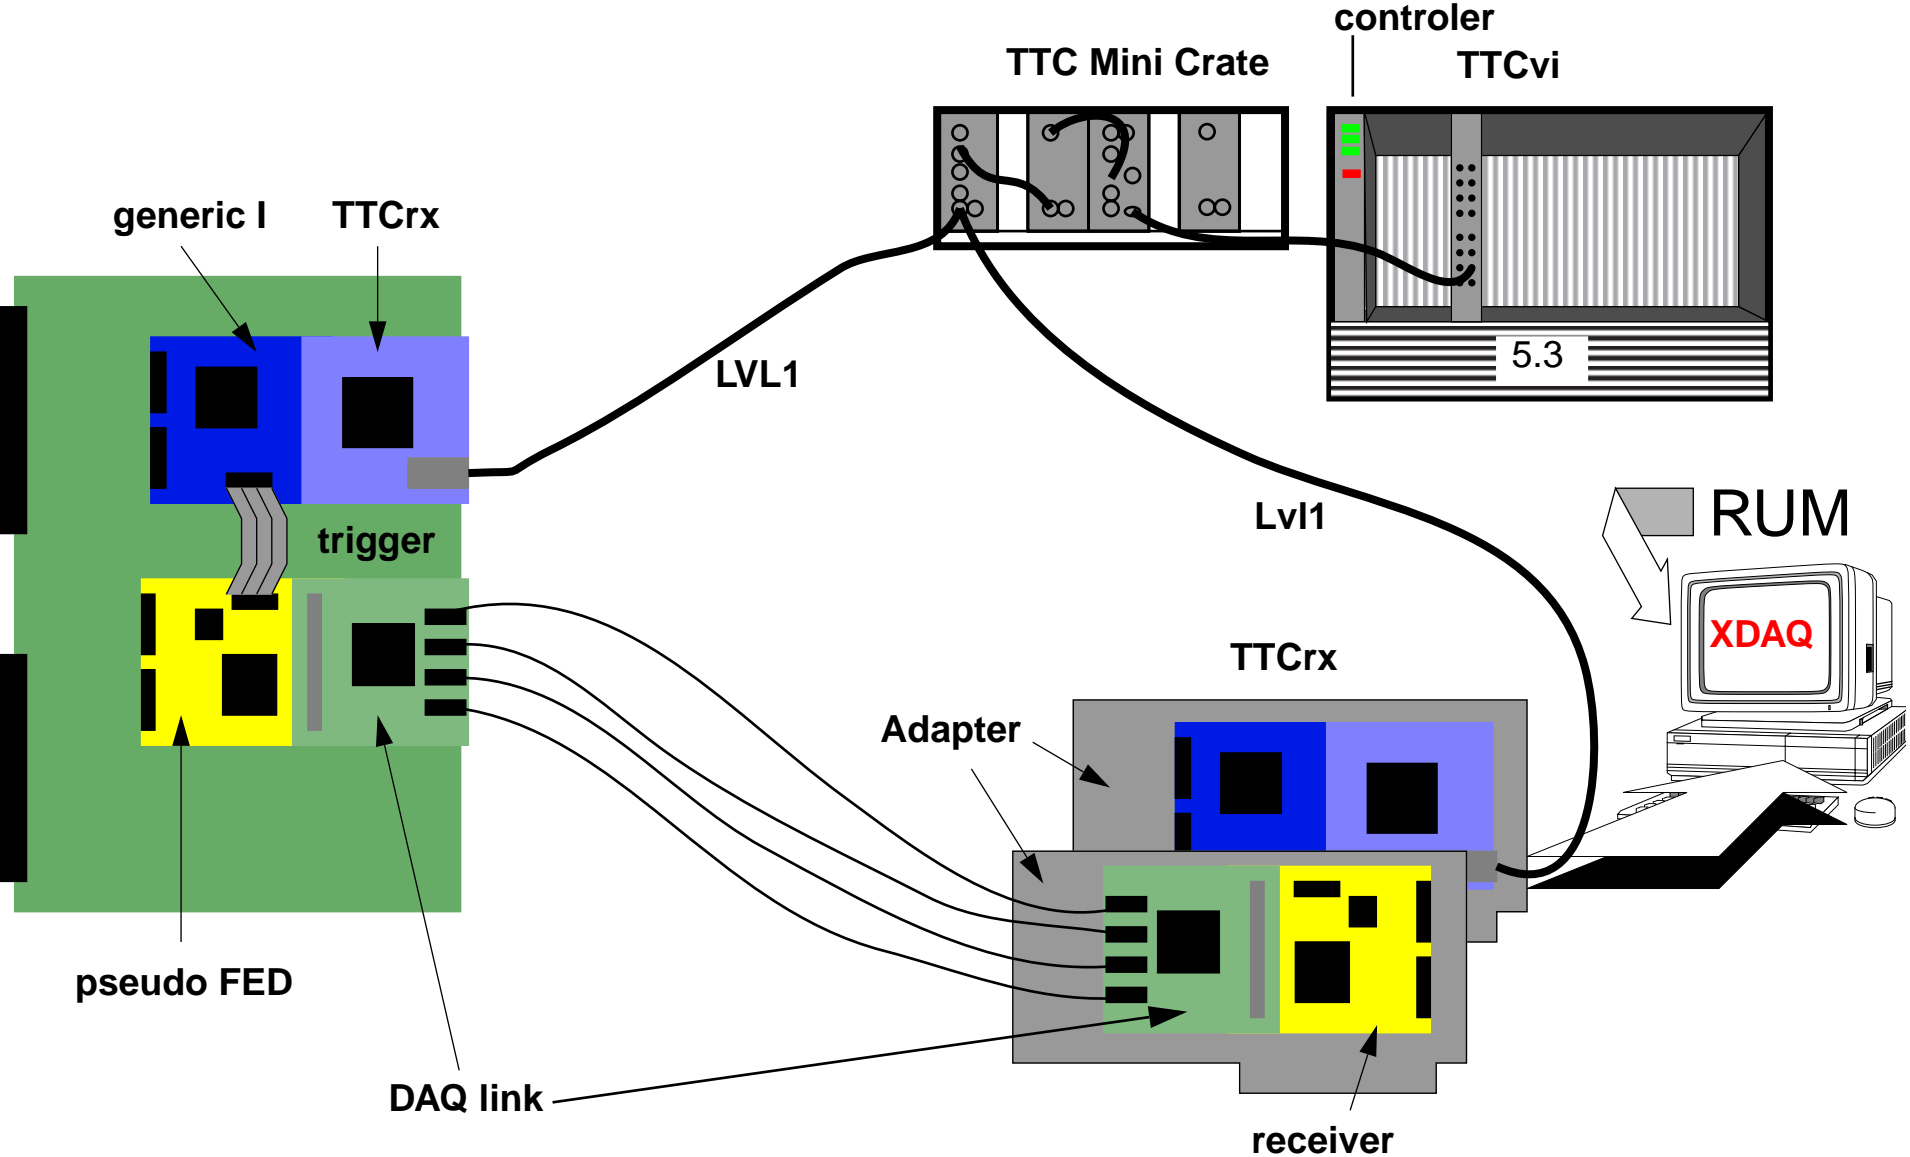 controler
TTC Mini Crate
TTCvi
generic I
TTCrx
5.3
LVL1
Lvl1
RUM
trigger
XDAQ
TTCrx
Adapter
pseudo FED
DAQ link
receiver